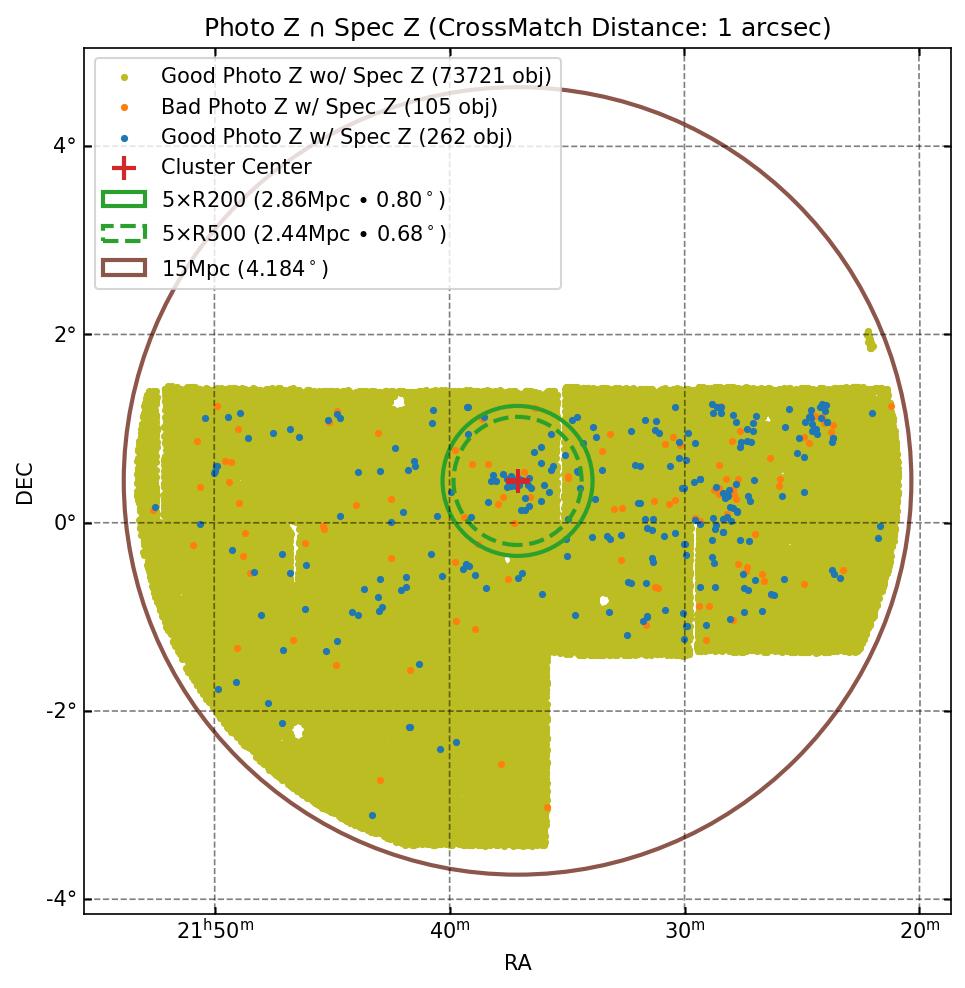 Photo Z ∩ Spec Z (CrossMatch Distance: 1 arcsec)
Good Photo Z wo/ Spec Z (73721 obj)
Bad Photo Z w/ Spec Z (105 obj)
Good Photo Z w/ Spec Z (262 obj)
Cluster Center
5×R200 (2.86Mpc • 0.80°)
5×R500 (2.44Mpc • 0.68°)
15Mpc (4.184°)
4°
2°
0°
-2°
-4°
DEC
21ʰ50ᵐ 40ᵐ 30ᵐ 20ᵐ
RA